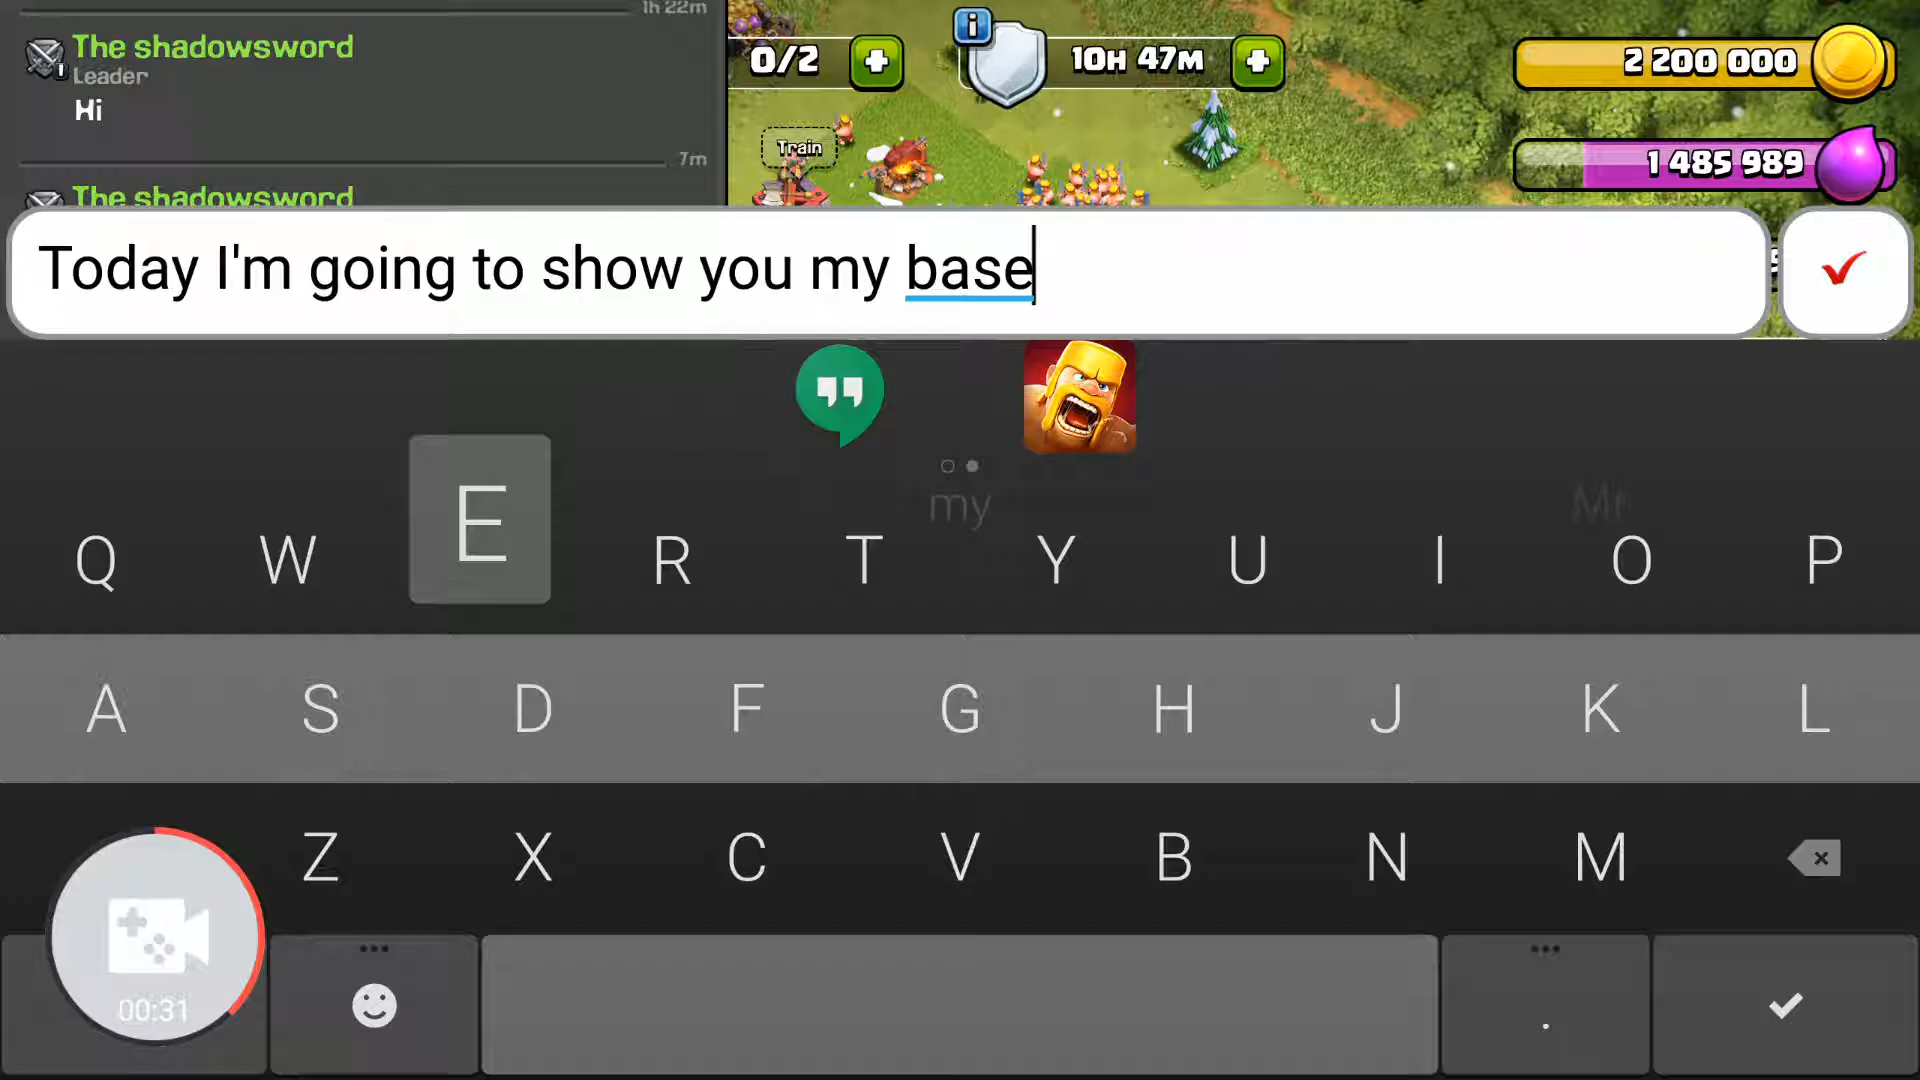 1h 22m
The shadowsword
Leader
Hi
7m
The shadowsword
0/2
10H 47M
2 200 000
Train
1 485 989
Today I'm going to show you my base
my
Q W E R T Y U I O P
A S D F G H J K L
Z X C V B N M
00:31
.